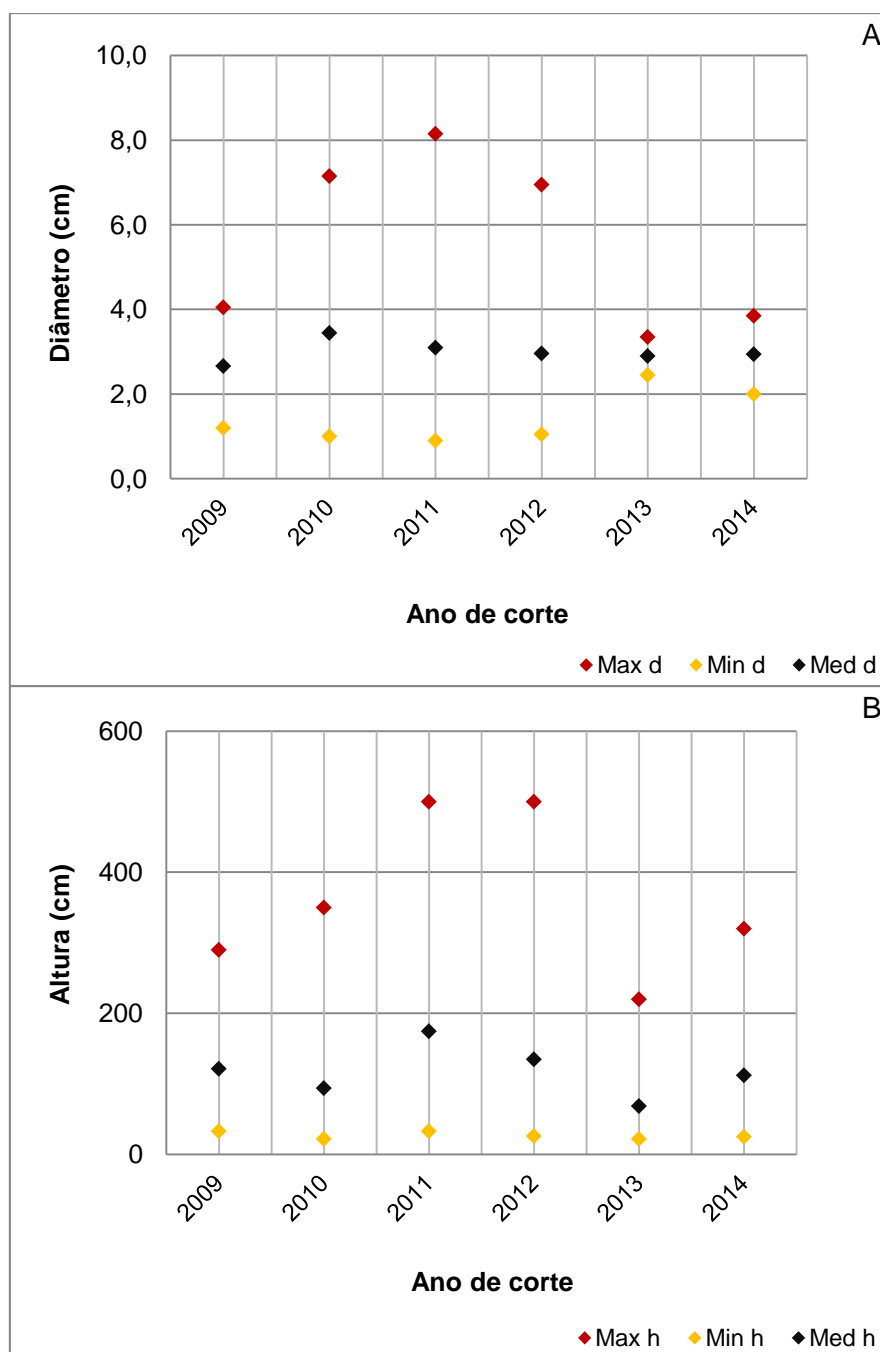 A
10,0
8,0
6,0
4,0
2,0
0,0
Diâmetro (cm)
2009 2010 2011 2012 2013 2014
Ano de corte
Max d Min d Med d
B
600
400
200
0
Altura (cm)
2009 2010 2011 2012 2013 2014
Ano de corte
Max h Min h Med h